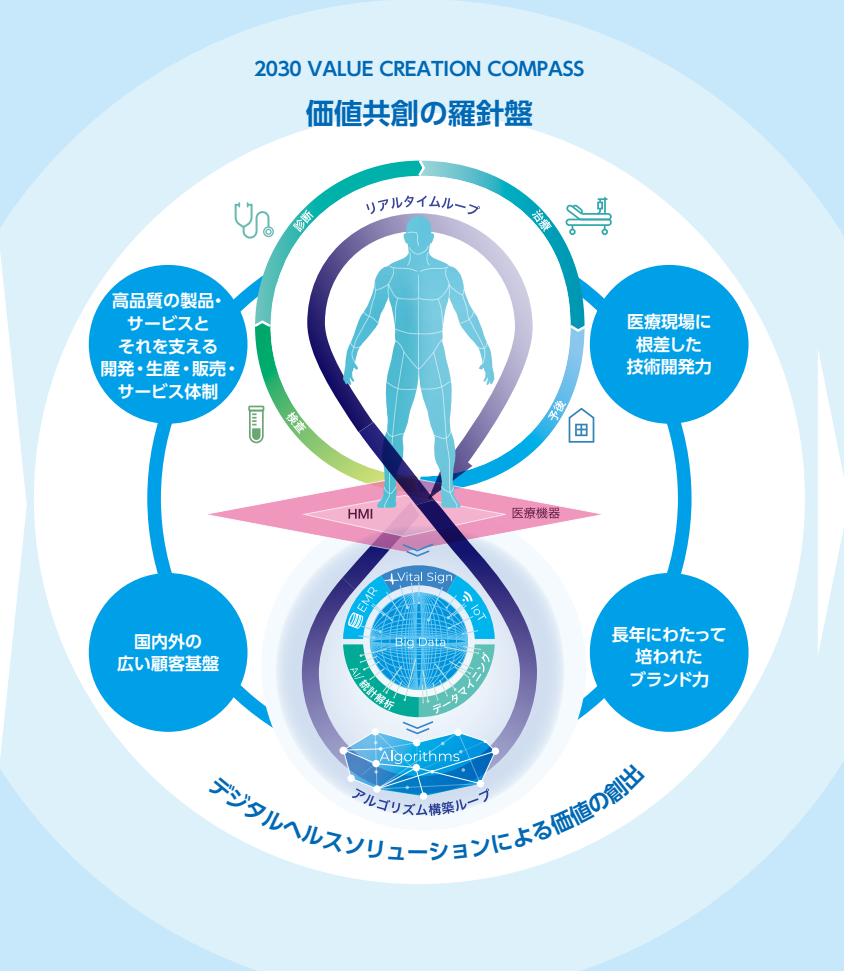 2030 VALUE CREATION COMPASS
価値共創の羅針盤
リアルタイムループ
診断
治療
高品質の製品・
サービスと
それを支える
開発・生産・販売・
サービス体制
医療現場に
根差した
技術開発力
検査
予後
HMI
医療機器
Vital Sign
EMR
IoT
Big Data
AI/統計解析
データマイニング
国内外の
広い顧客基盤
長年にわたって
培われた
ブランド力
Algorithms
アルゴリズム構築ループ
デジタルヘルスソリューションによる価値の創出